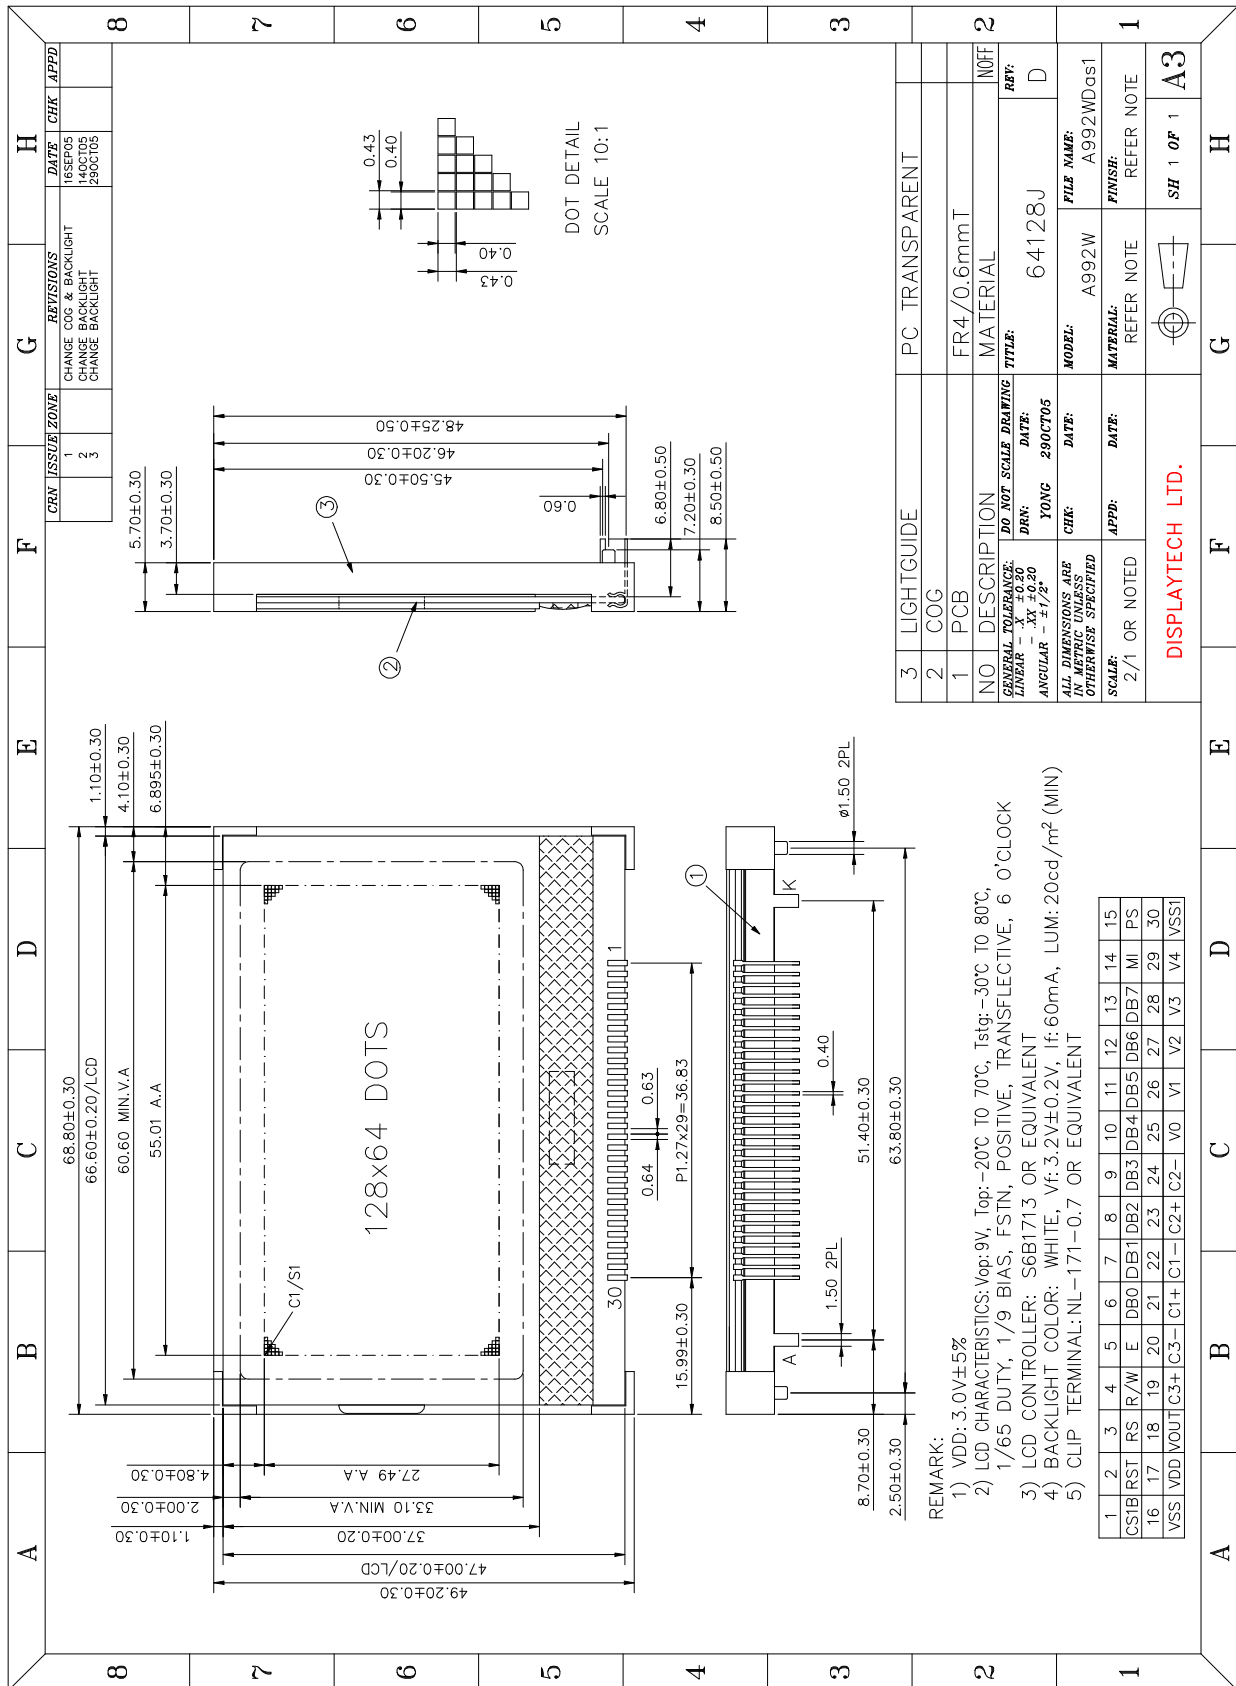 A B C D E F G H
8
7
6
5
4
3
2
1
CRN ISSUE ZONE REVISIONS DATE CHK APPD
1 CHANGE COG & BACKLIGHT 16SEP05
2 CHANGE BACKLIGHT 14OCT05
3 CHANGE BACKLIGHT 29OCT05
68.80±0.30
66.60±0.20/LCD
60.60 MIN.V.A
55.01 A.A
1.10±0.30
4.10±0.30
6.895±0.30
1.10±0.30
2.00±0.30
4.80±0.30
27.49 A.A
33.10 MIN.V.A
37.00±0.20
47.00±0.20/LCD
49.20±0.30
C1/S1
128x64 DOTS
30
1
0.64
0.63
P1.27x29=36.83
15.99±0.30
5.70±0.30
3.70±0.30
3
2
45.50±0.30
46.20±0.30
48.25±0.50
0.60
6.80±0.50
7.20±0.30
8.50±0.50
0.43
0.40
0.40
0.43
DOT DETAIL
SCALE 10:1
1
A
K
1.50 2PL
0.40
ø1.50 2PL
51.40±0.30
63.80±0.30
8.70±0.30
2.50±0.30
REMARK:
1) VDD: 3.0V±5%
2) LCD CHARACTERISTICS: Vop: 9V, Top: -20°C TO 70°C, Tstg: -30°C TO 80°C,
1/65 DUTY, 1/9 BIAS, FSTN, POSITIVE, TRANSFLECTIVE, 6 O'CLOCK
3) LCD CONTROLLER: S6B1713 OR EQUIVALENT
4) BACKLIGHT COLOR: WHITE, Vf: 3.2V±0.2V, If: 60mA, LUM: 20cd/m² (MIN)
5) CLIP TERMINAL: NL-171-0.7 OR EQUIVALENT
1 2 3 4 5 6 7 8 9 10 11 12 13 14 15
CS1B RST RS R/W E DB0 DB1 DB2 DB3 DB4 DB5 DB6 DB7 MI PS
16 17 18 19 20 21 22 23 24 25 26 27 28 29 30
VSS VDD VOUT C3+ C3- C1+ C1- C2+ C2- V0 V1 V2 V3 V4 VSS1
3 LIGHTGUIDE PC TRANSPARENT
2 COG
1 PCB FR4/0.6mmT
NO DESCRIPTION MATERIAL NOFF
GENERAL TOLERANCE:
LINEAR - .X ±0.20
- .XX ±0.20
ANGULAR - ±1/2°
ALL DIMENSIONS ARE
IN METRIC UNLESS
OTHERWISE SPECIFIED
SCALE:
2/1 OR NOTED
DO NOT SCALE DRAWING
DRN: DATE:
YONG 29OCT05
CHK: DATE:
APPD: DATE:
TITLE:
64128J
REV:
D
MODEL:
A992W
FILE NAME:
A992WDas1
MATERIAL:
REFER NOTE
FINISH:
REFER NOTE
DISPLAYTECH LTD.
SH 1 OF 1
A3
8
7
6
5
4
3
2
1
A B C D E F G H